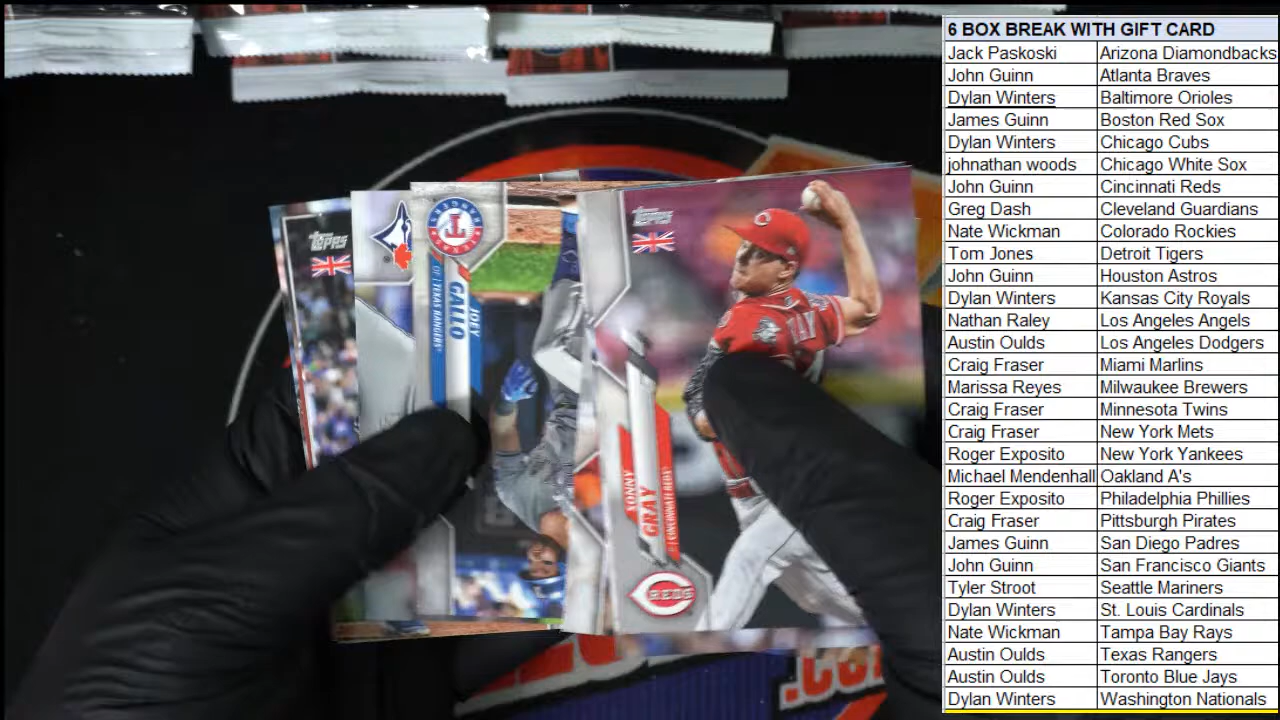 6 BOX BREAK WITH GIFT CARD
Jack Paskoski Arizona Diamondbacks
John Guinn Atlanta Braves
Dylan Winters Baltimore Orioles
James Guinn Boston Red Sox
Dylan Winters Chicago Cubs
johnathan woods Chicago White Sox
John Guinn Cincinnati Reds
Greg Dash Cleveland Guardians
Nate Wickman Colorado Rockies
Tom Jones Detroit Tigers
John Guinn Houston Astros
Dylan Winters Kansas City Royals
Nathan Raley Los Angeles Angels
Austin Oulds Los Angeles Dodgers
Craig Fraser Miami Marlins
Marissa Reyes Milwaukee Brewers
Craig Fraser Minnesota Twins
Craig Fraser New York Mets
Roger Exposito New York Yankees
Michael Mendenhall Oakland A's
Roger Exposito Philadelphia Phillies
Craig Fraser Pittsburgh Pirates
James Guinn San Diego Padres
John Guinn San Francisco Giants
Tyler Stroot Seattle Mariners
Dylan Winters St. Louis Cardinals
Nate Wickman Tampa Bay Rays
Austin Oulds Texas Rangers
Austin Oulds Toronto Blue Jays
Dylan Winters Washington Nationals
Topps
Topps
RANGERS
TEXAS
T
JOEY
GALLO
OF | TEXAS RANGERS
C
RAY
SONNY
GRAY
CINCINNATI REDS
REDS
.co